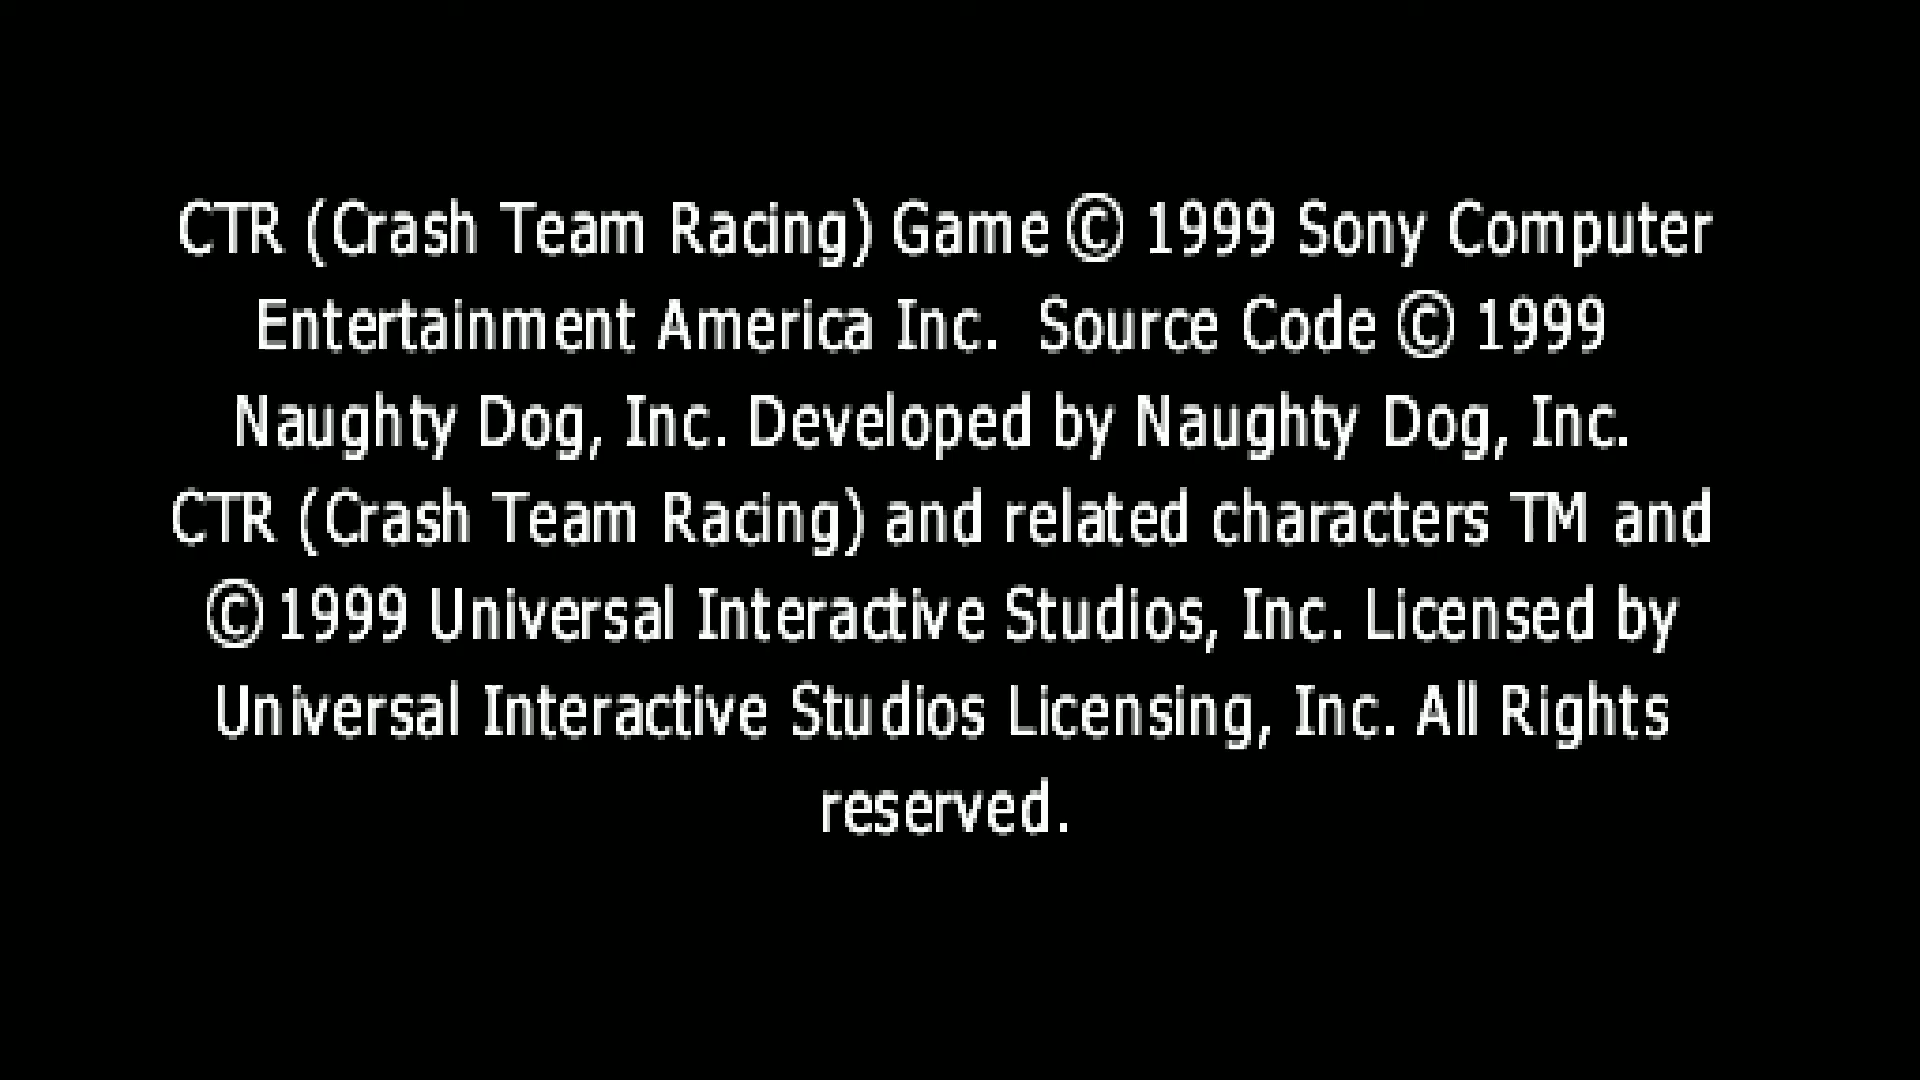 CTR (Crash Team Racing) Game © 1999 Sony Computer
Entertainment America Inc.  Source Code © 1999
Naughty Dog, Inc. Developed by Naughty Dog, Inc.
CTR (Crash Team Racing) and related characters TM and
© 1999 Universal Interactive Studios, Inc. Licensed by
Universal Interactive Studios Licensing, Inc. All Rights
reserved.